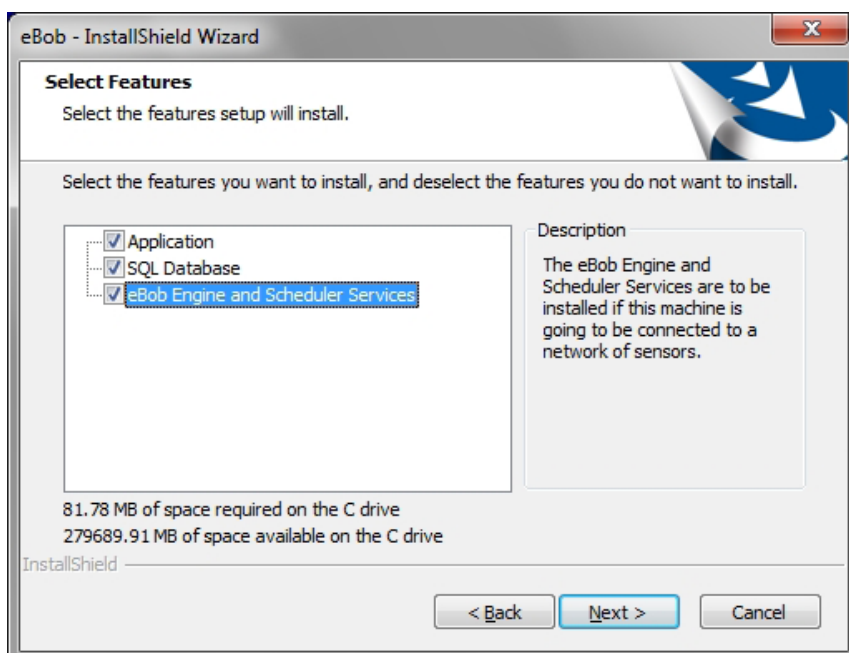 eBob - InstallShield Wizard
Select Features
Select the features setup will install.
Select the features you want to install, and deselect the features you do not want to install.
Application
SQL Database
eBob Engine and Scheduler Services
Description
The eBob Engine and
Scheduler Services are to be
installed if this machine is
going to be connected to a
network of sensors.
81.78 MB of space required on the C drive
279689.91 MB of space available on the C drive
InstallShield
< Back
Next >
Cancel